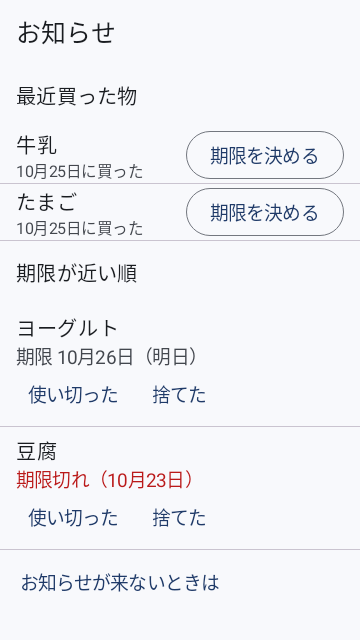 お知らせ
最近買った物
牛乳
10月25日に買った
期限を決める
たまご
10月25日に買った
期限を決める
期限が近い順
ヨーグルト
期限 10月26日（明日）
使い切った 捨てた
豆腐
期限切れ（10月23日）
使い切った 捨てた
お知らせが来ないときは